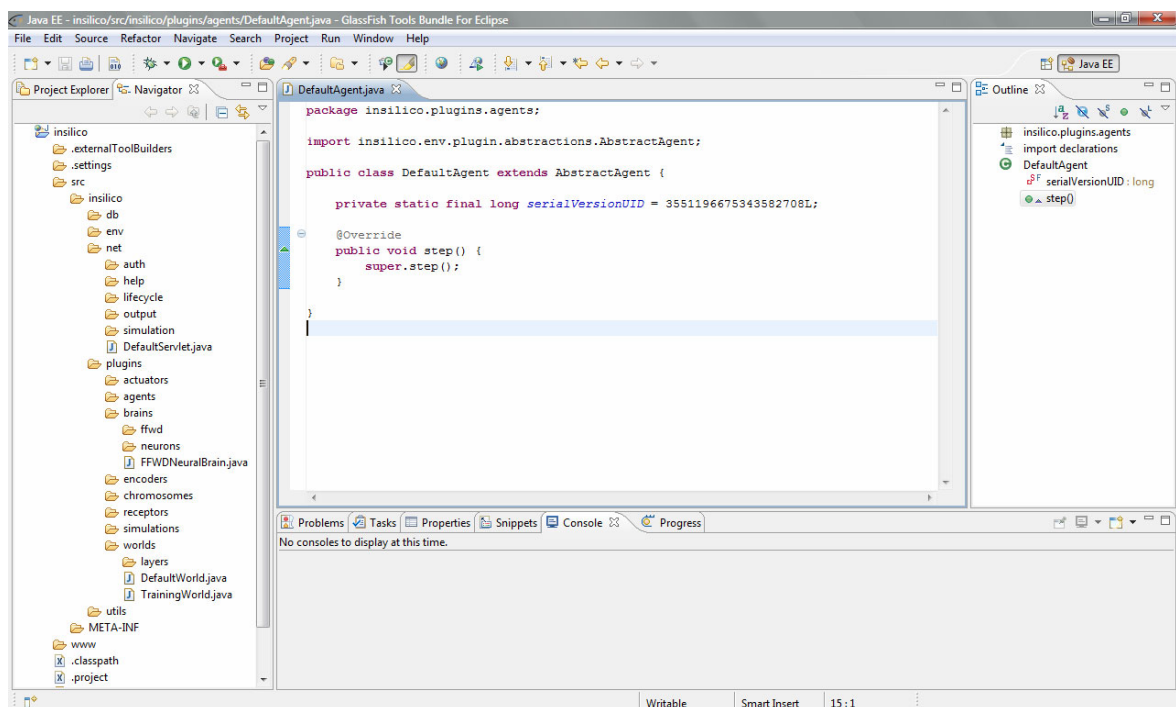 Java EE - insilico/src/insilico/plugins/agents/DefaultAgent.java - GlassFish Tools Bundle For Eclipse
File Edit Source Refactor Navigate Search Project Run Window Help
Java EE
Project Explorer Navigator
insilico
.externalToolBuilders
.settings
src
insilico
db
env
net
auth
help
lifecycle
output
simulation
DefaultServlet.java
plugins
actuators
agents
brains
ffwd
neurons
FFWDNeuralBrain.java
encoders
chromosomes
receptors
simulations
worlds
layers
DefaultWorld.java
TrainingWorld.java
utils
META-INF
www
.classpath
.project
DefaultAgent.java
package insilico.plugins.agents;
import insilico.env.plugin.abstractions.AbstractAgent;
public class DefaultAgent extends AbstractAgent {
private static final long serialVersionUID = 3551196675343582708L;
@Override
public void step() {
super.step();
}
}
Outline
insilico.plugins.agents
import declarations
DefaultAgent
serialVersionUID : long
step()
Problems Tasks Properties Snippets Console Progress
No consoles to display at this time.
Writable Smart Insert 15 : 1